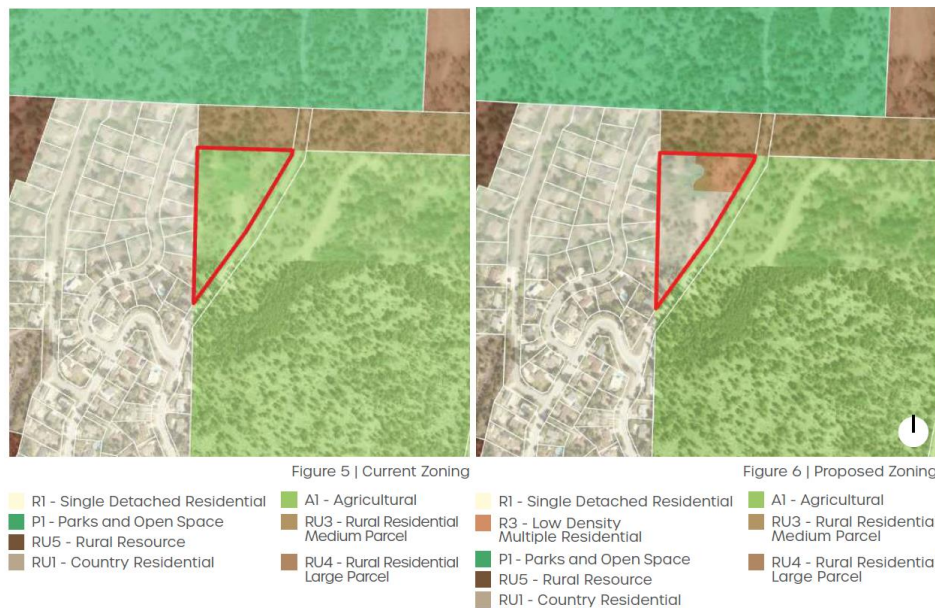 Figure 5 | Current Zoning
R1 - Single Detached Residential
P1 - Parks and Open Space
RU5 - Rural Resource
RU1 - Country Residential
A1 - Agricultural
RU3 - Rural Residential
Medium Parcel
RU4 - Rural Residential
Large Parcel
Figure 6 | Proposed Zoning
R1 - Single Detached Residential
R3 - Low Density
Multiple Residential
P1 - Parks and Open Space
RU5 - Rural Resource
RU1 - Country Residential
A1 - Agricultural
RU3 - Rural Residential
Medium Parcel
RU4 - Rural Residential
Large Parcel